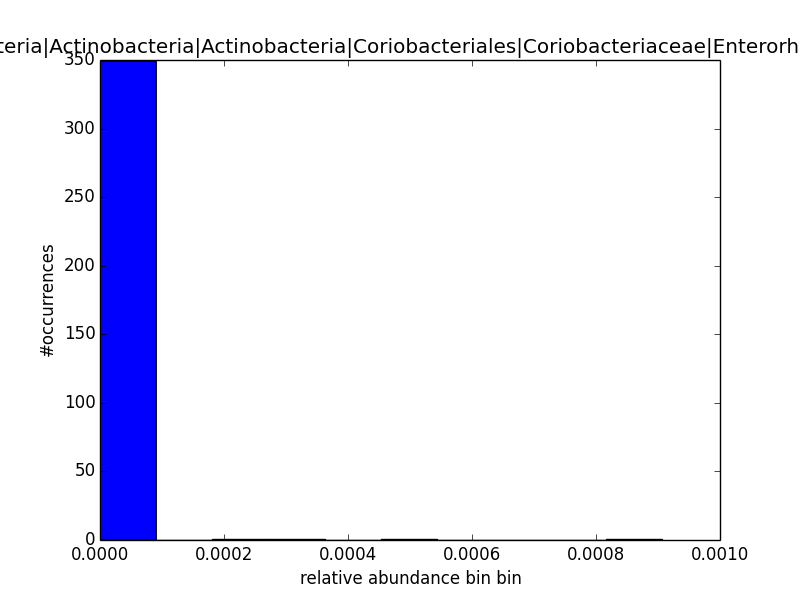 teria|Actinobacteria|Actinobacteria|Coriobacteriales|Coriobacteriaceae|Enterorh
350
300
250
200
150
100
50
0
#occurrences
0.0000 0.0002 0.0004 0.0006 0.0008 0.0010
relative abundance bin bin